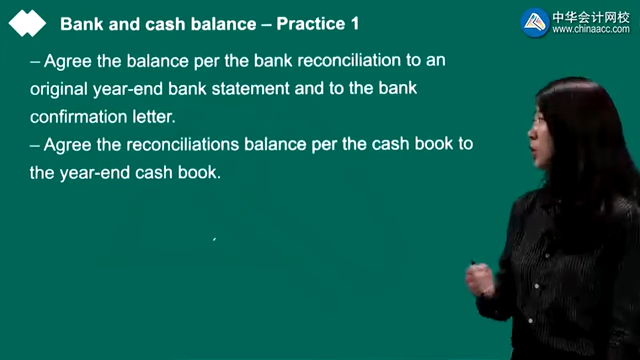 Bank and cash balance – Practice 1
中华会计网校
www.chinaacc.com
– Agree the balance per the bank reconciliation to an
original year-end bank statement and to the bank
confirmation letter.
– Agree the reconciliations balance per the cash book to
the year-end cash book.